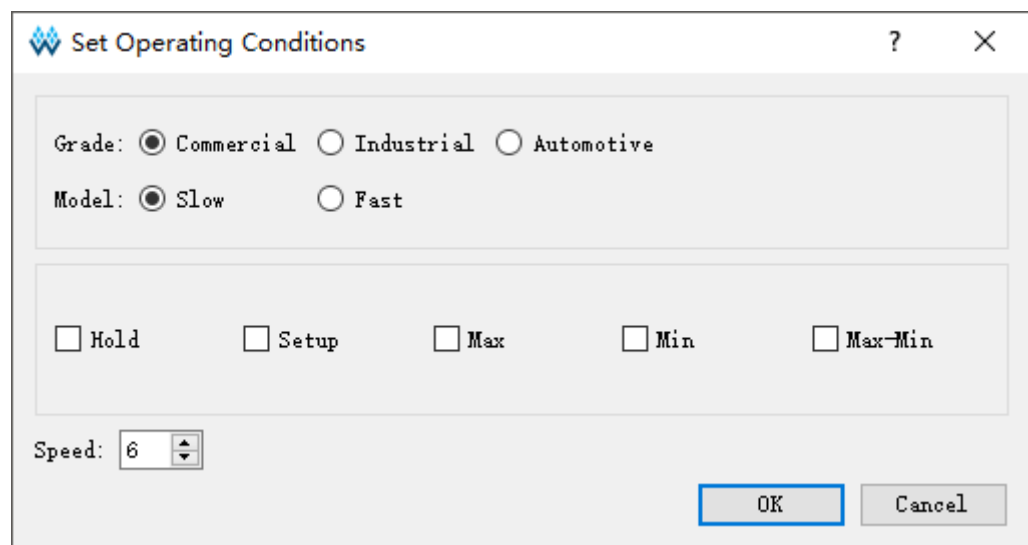 Set Operating Conditions ?
Grade: Commercial Industrial Automotive
Model: Slow Fast
Hold Setup Max Min Max-Min
Speed: 6
OK Cancel